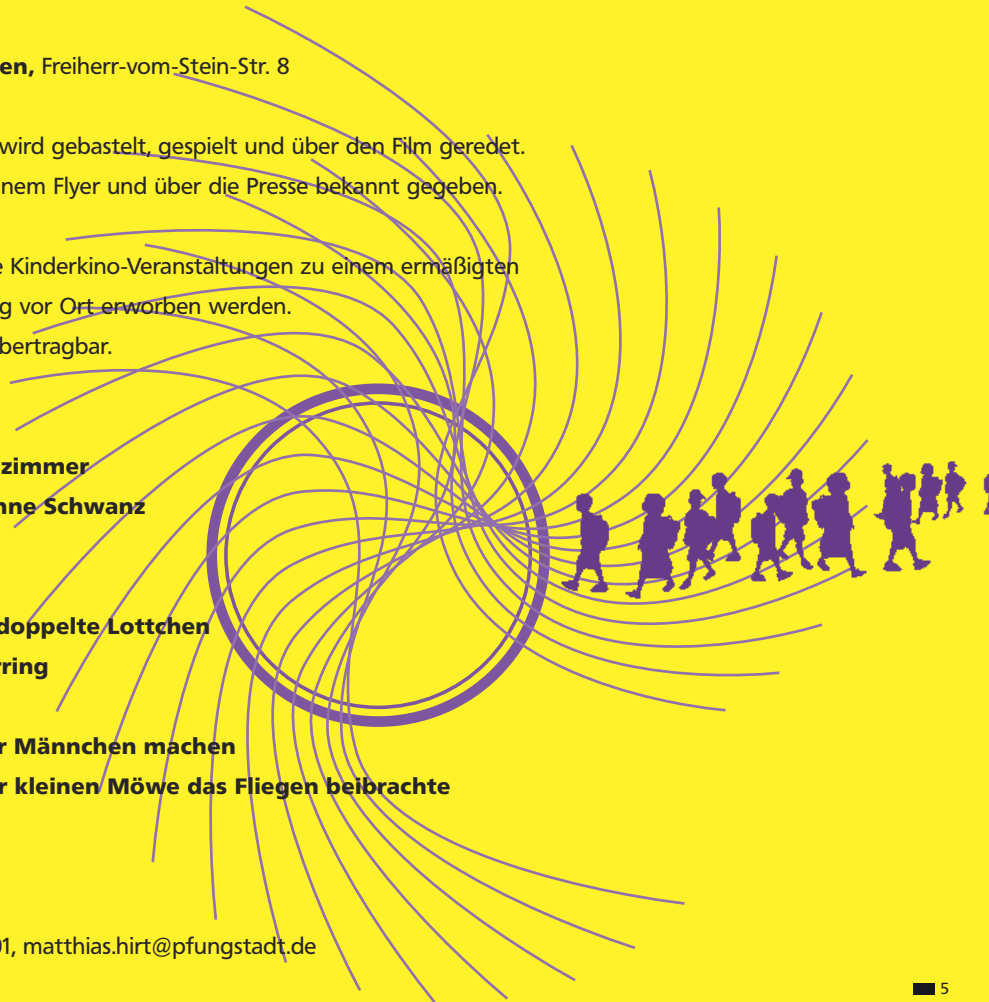 en, Freiherr-vom-Stein-Str. 8
wird gebastelt, gespielt und über den Film geredet.
nem Flyer und über die Presse bekannt gegeben.
e Kinderkino-Veranstaltungen zu einem ermäßigten
g vor Ort erworben werden.
bertragbar.
zimmer
nne Schwanz
doppelte Lottchen
rring
r Männchen machen
r kleinen Möwe das Fliegen beibrachte
01, matthias.hirt@pfungstadt.de
5